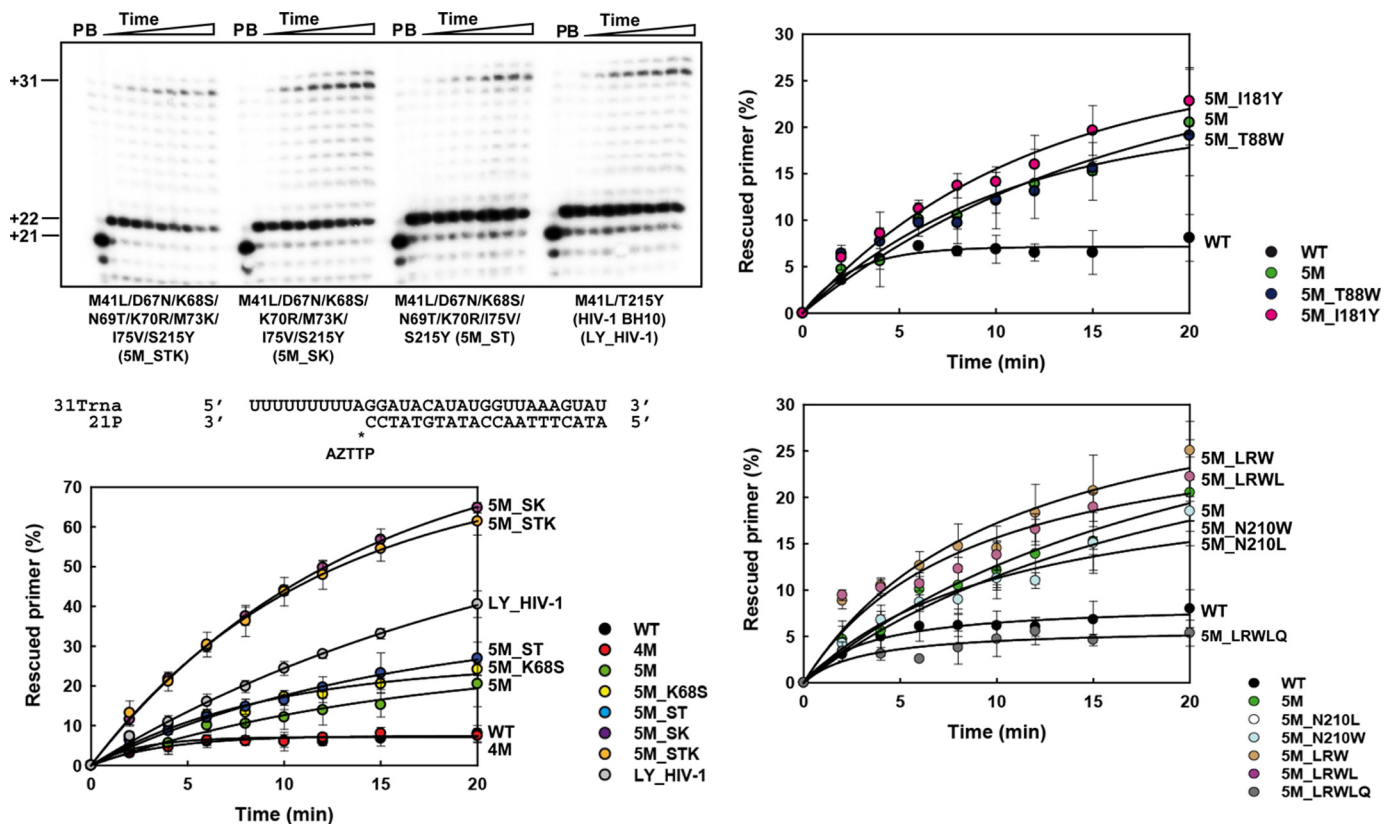 PB Time PB Time PB Time PB Time
+31
+22
+21
M41L/D67N/K68S/
N69T/K70R/M73K/
I75V/S215Y
(5M_STK)
M41L/D67N/K68S/
K70R/M73K/
I75V/S215Y
(5M_SK)
M41L/D67N/K68S/
N69T/K70R/I75V/
S215Y (5M_ST)
M41L/T215Y
(HIV-1 BH10)
(LY_HIV-1)
31Trna 5′ UUUUUUUUUUAGGAUACAUAUGGUUAAAGUAU 3′
21P 3′ CCTATGTATACCAATTTCATA 5′
*
AZTTP
Rescued primer (%)
70
60
50
40
30
20
10
0
0 5 10 15 20
Time (min)
5M_SK
5M_STK
LY_HIV-1
5M_ST
5M_K68S
5M
WT
4M
WT
4M
5M
5M_K68S
5M_ST
5M_SK
5M_STK
LY_HIV-1
Rescued primer (%)
30
25
20
15
10
5
0
0 5 10 15 20
Time (min)
5M_I181Y
5M
5M_T88W
WT
WT
5M
5M_T88W
5M_I181Y
Rescued primer (%)
30
25
20
15
10
5
0
0 5 10 15 20
Time (min)
5M_LRW
5M_LRWL
5M
5M_N210W
5M_N210L
WT
5M_LRWLQ
WT
5M
5M_N210L
5M_N210W
5M_LRW
5M_LRWL
5M_LRWLQ